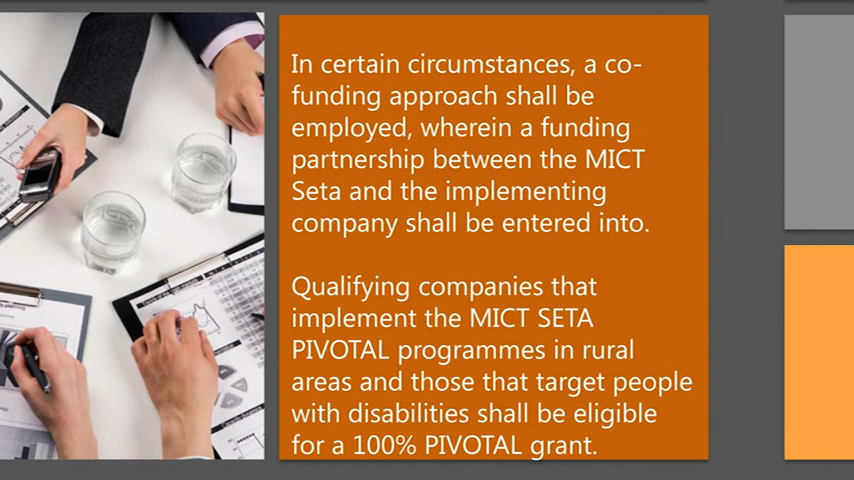 In certain circumstances, a co-
funding approach shall be
employed, wherein a funding
partnership between the MICT
Seta and the implementing
company shall be entered into.
Qualifying companies that
implement the MICT SETA
PIVOTAL programmes in rural
areas and those that target people
with disabilities shall be eligible
for a 100% PIVOTAL grant.